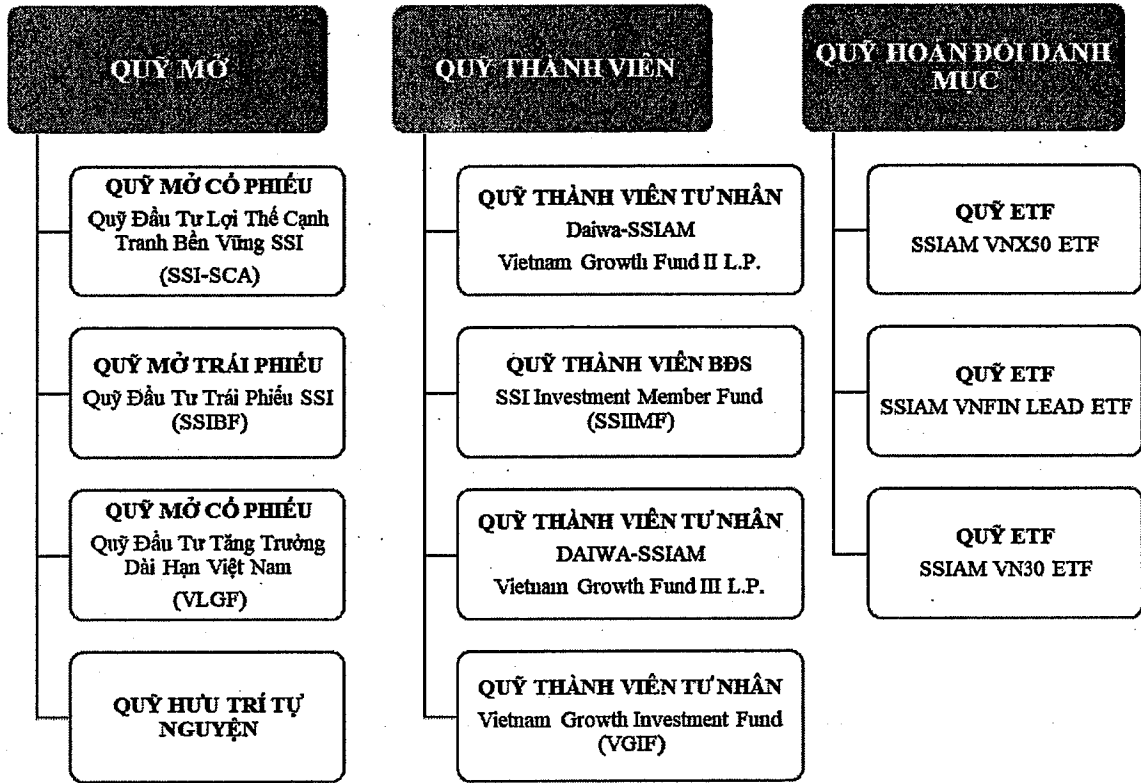 QUỸ MỞ
QUỸ MỞ CỔ PHIẾU
Quỹ Đầu Tư Lợi Thế Cạnh
Tranh Bền Vững SSI
(SSI-SCA)
QUỸ MỞ TRÁI PHIẾU
Quỹ Đầu Tư Trái Phiếu SSI
(SSIBF)
QUỸ MỞ CỔ PHIẾU
Quỹ Đầu Tư Tăng Trưởng
Dài Hạn Việt Nam
(VLGF)
QUỸ HƯU TRÍ TỰ
NGUYỆN
QUỸ THÀNH VIÊN
QUỸ THÀNH VIÊN TƯ NHÂN
Daiwa-SSIAM
Vietnam Growth Fund II L.P.
QUỸ THÀNH VIÊN BĐS
SSI Investment Member Fund
(SSIIMF)
QUỸ THÀNH VIÊN TƯ NHÂN
DAIWA-SSIAM
Vietnam Growth Fund III L.P.
QUỸ THÀNH VIÊN TƯ NHÂN
Vietnam Growth Investment Fund
(VGIF)
QUỸ HOÁN ĐỔI DANH
MỤC
QUỸ ETF
SSIAM VNX50 ETF
QUỸ ETF
SSIAM VNFIN LEAD ETF
QUỸ ETF
SSIAM VN30 ETF